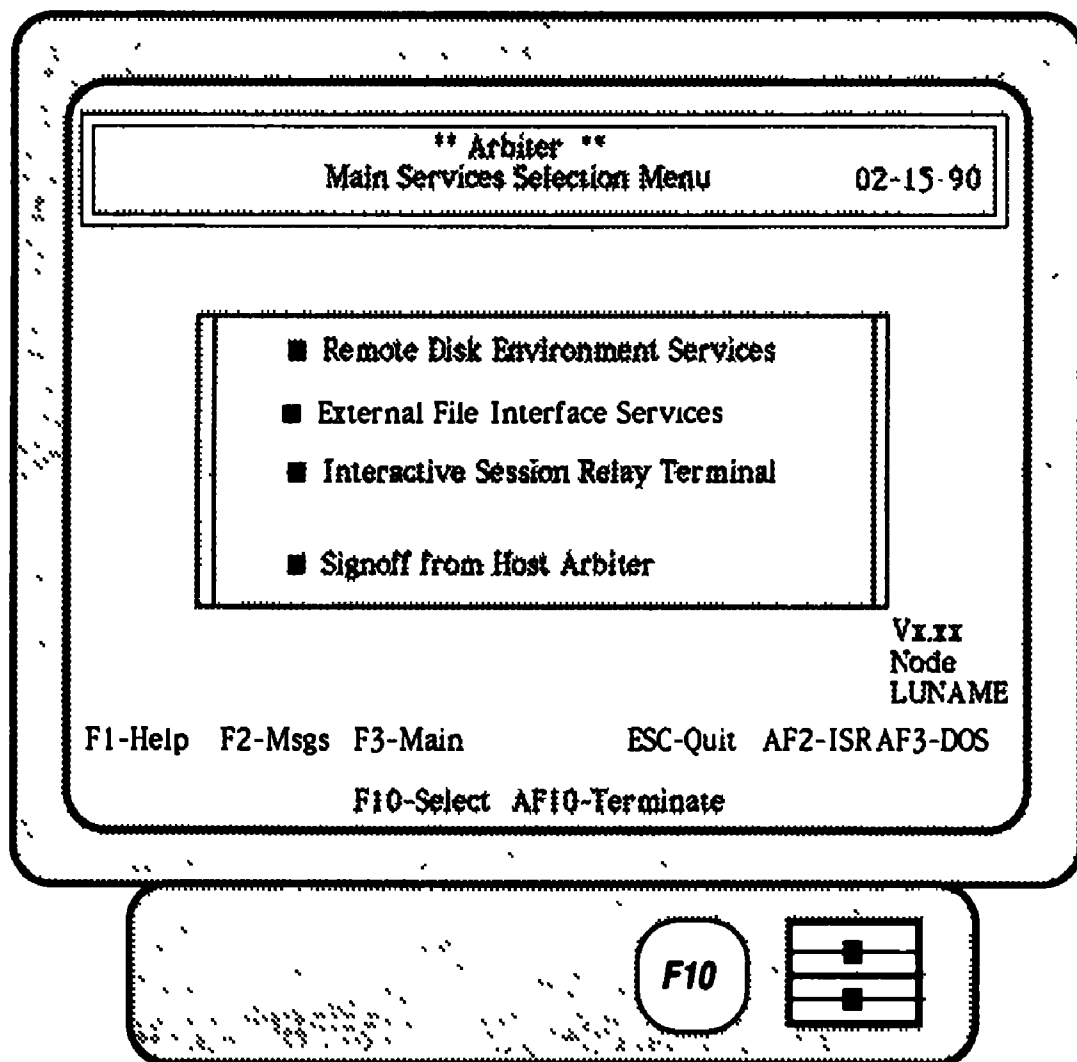 ** Arbiter **
Main Services Selection Menu 02-15-90
■ Remote Disk Environment Services
■ External File Interface Services
■ Interactive Session Relay Terminal
■ Signoff from Host Arbiter
Vx.xx
Node
LUNAME
F1-Help F2-Msgs F3-Main ESC-Quit AF2-ISRAF3-DOS
F10-Select AF10-Terminate
F10